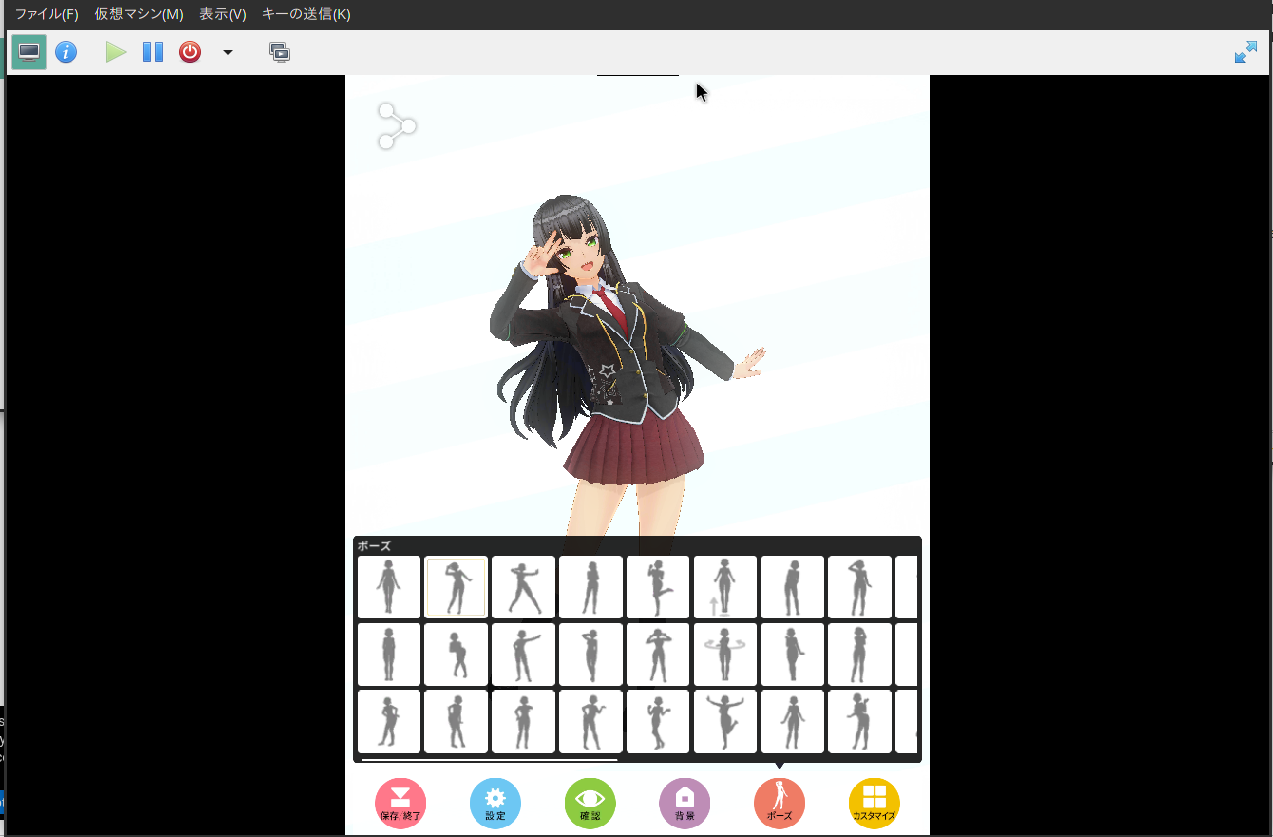 ファイル(F) 仮想マシン(M) 表示(V) キーの送信(K)
ポーズ
保存/終了 設定 確認 背景 ポーズ カスタマイズ